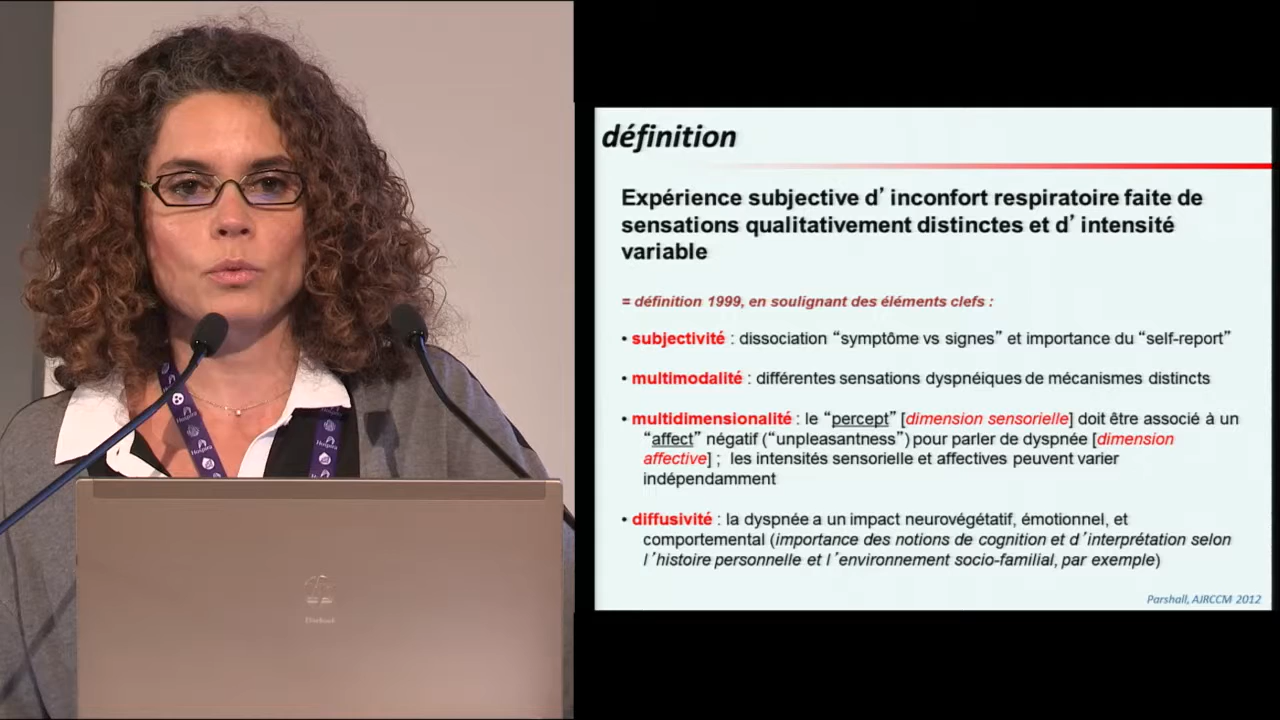 définition
Expérience subjective d’ inconfort respiratoire faite de
sensations qualitativement distinctes et d’ intensité
variable
= définition 1999, en soulignant des éléments clefs :
• subjectivité : dissociation “symptôme vs signes” et importance du “self-report”
• multimodalité : différentes sensations dyspnéiques de mécanismes distincts
• multidimensionalité : le “percept” [dimension sensorielle] doit être associé à un
“affect” négatif (“unpleasantness”) pour parler de dyspnée [dimension
affective] ; les intensités sensorielle et affectives peuvent varier
indépendamment
• diffusivité : la dyspnée a un impact neurovégétatif, émotionnel, et
comportemental (importance des notions de cognition et d’interprétation selon
l’histoire personnelle et l’environnement socio-familial, par exemple)
Parshall, AJRCCM 2012
Hospira
Hospira
EliteBook